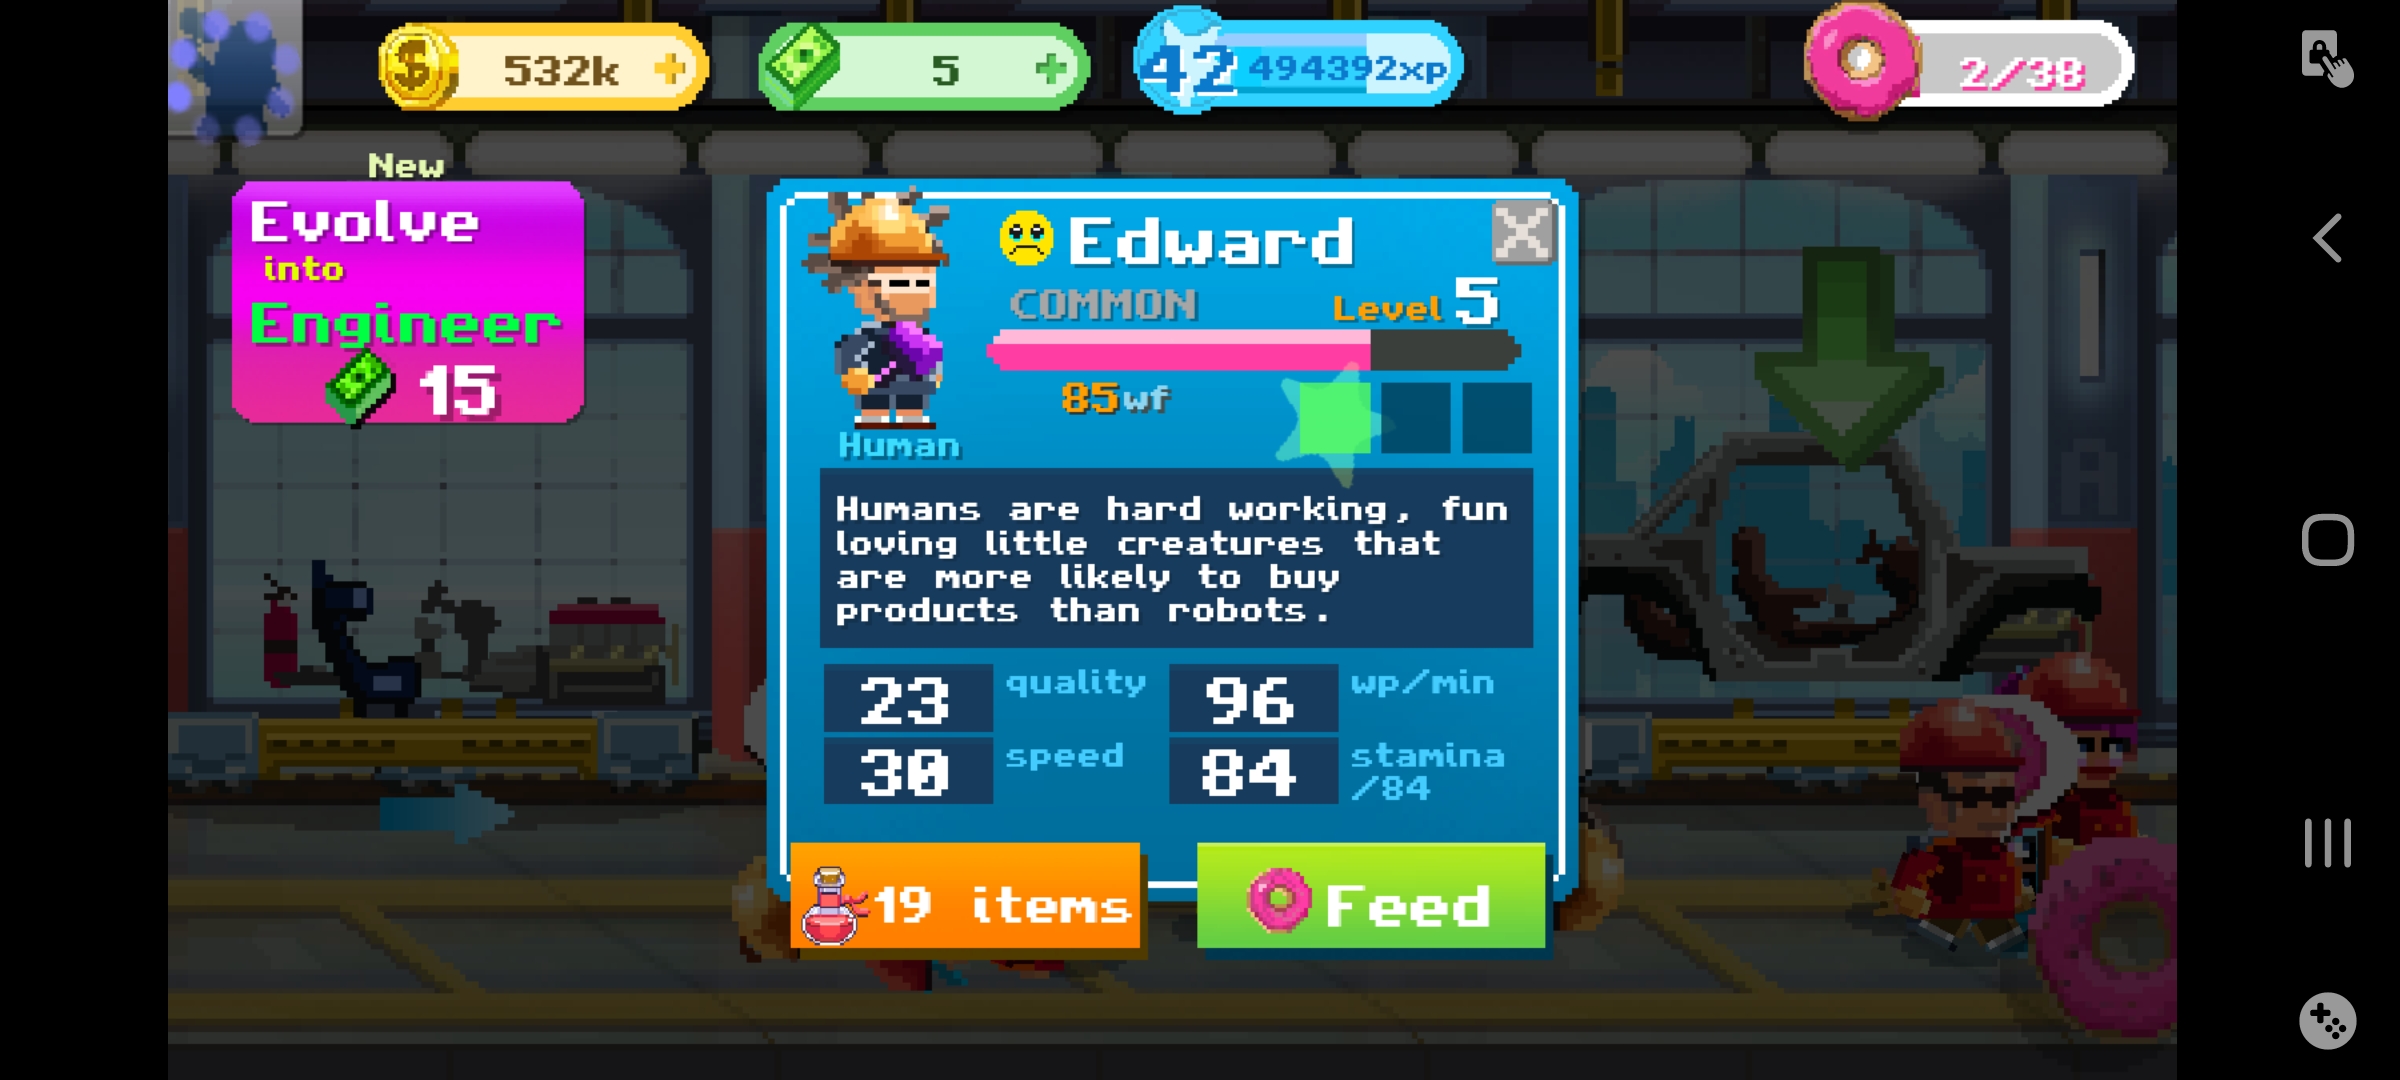 532k
5
42 494392xp
2/38
New
Evolve
into
Engineer
15
Edward
COMMON
Level 5
85wf
Human
Humans are hard working, fun
loving little creatures that
are more likely to buy
products than robots.
23 quality
96 wp/min
30 speed
84 stamina
/84
19 items
Feed